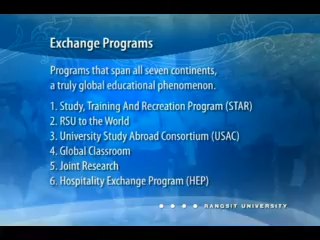 Exchange Programs
Programs that span all seven continents,
a truly global educational phenomenon.
1. Study, Training And Recreation Program (STAR)
2. RSU to the World
3. University Study Abroad Consortium (USAC)
4. Global Classroom
5. Joint Research
6. Hospitality Exchange Program (HEP)
RANGSIT UNIVERSITY